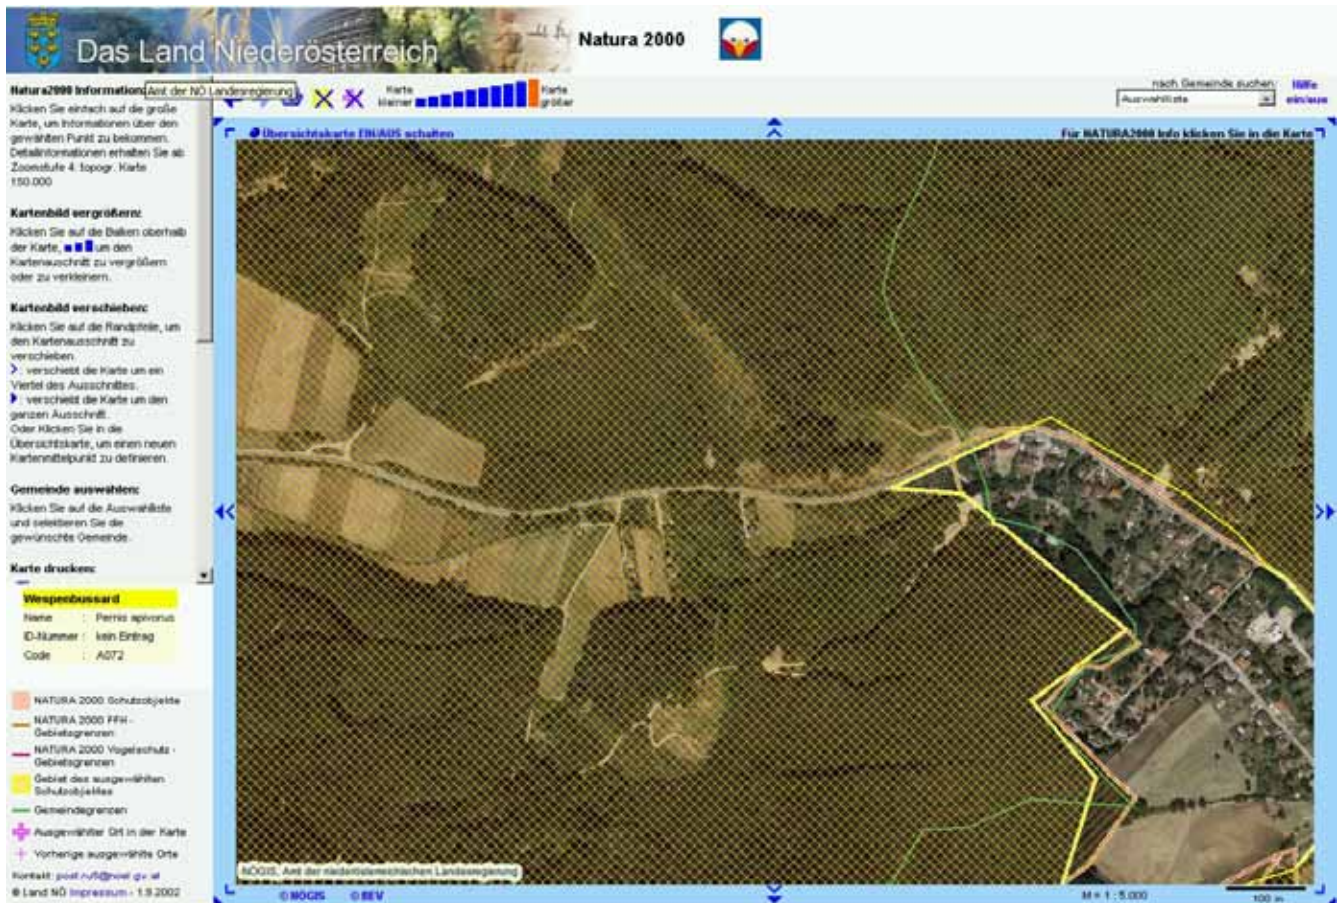 Das Land Niederösterreich
Natura 2000
Natura2000 Information:
Amt der NÖ Landesregierung
Karte kleiner
Karte größer
nach Gemeinde suchen:
Auswahlliste
Hilfe ein/aus
Klicken Sie einfach auf die große
Karte, um Informationen über den
gewählten Punkt zu bekommen.
Detailinformationen erhalten Sie ab
Zoomstufe 4: topogr. Karte
1:50.000
Kartenbild vergrößern:
Klicken Sie auf die Balken oberhalb
der Karte, um den
Kartenauschnitt zu vergrößern
oder zu verkleinern.
Kartenbild verschieben:
Klicken Sie auf die Randpfeile, um
den Kartenausschnitt zu
verschieben.
> : verschiebt die Karte um ein
Viertel des Ausschnittes.
: verschiebt die Karte um den
ganzen Ausschnitt.
Oder Klicken Sie in die
Übersichtskarte, um einen neuen
Kartenmittelpunkt zu definieren.
Gemeinde auswählen:
Klicken Sie auf die Auswahlliste
und selektieren Sie die
gewünschte Gemeinde.
Karte drucken:
Wespenbussard
Name : Pernis apivorus
ID-Nummer : kein Eintrag
Code : A072
NATURA 2000 Schutzobjekte
NATURA 2000 FFH -
Gebietsgrenzen
NATURA 2000 Vogelschutz -
Gebietsgrenzen
Gebiet des ausgewählten
Schutzobjektes
Gemeindegrenzen
Ausgewählter Ort in der Karte
Vorherige ausgewählte Orte
Kontakt: post.ru5@noel.gv.at
© Land NÖ Impressum - 1.9.2002
Übersichtskarte EIN/AUS schalten
Für NATURA2000 Info klicken Sie in die Karte
NÖGIS, Amt der niederösterreichischen Landesregierung
© NÖGIS © BEV
M = 1 : 5.000
100 m